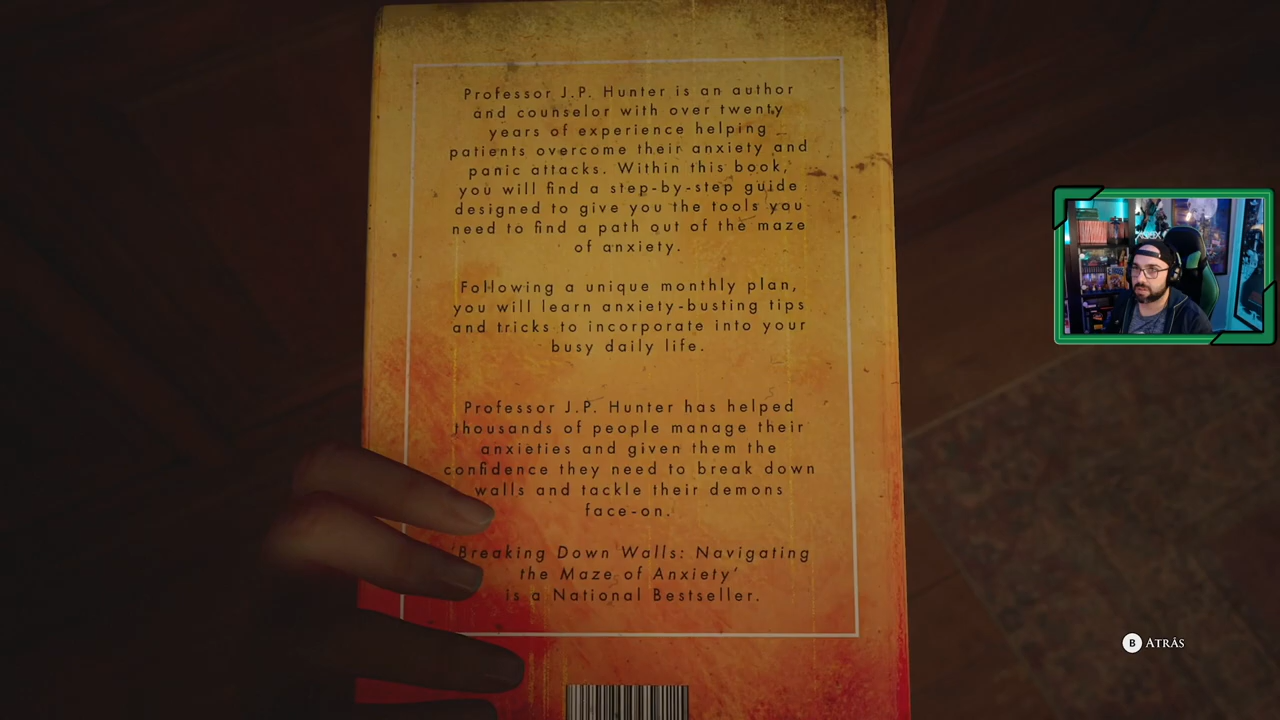 Professor J.P. Hunter is an author
and counselor with over twenty
years of experience helping
patients overcome their anxiety and
panic attacks. Within this book,
you will find a step-by-step guide
designed to give you the tools you
need to find a path out of the maze
of anxiety.
Following a unique monthly plan,
you will learn anxiety-busting tips
and tricks to incorporate into your
busy daily life.
Professor J.P. Hunter has helped
thousands of people manage their
anxieties and given them the
confidence they need to break down
walls and tackle their demons
face-on.
'Breaking Down Walls: Navigating
the Maze of Anxiety'
is a National Bestseller.
B ATRÁS